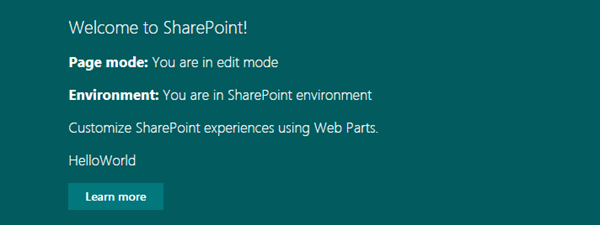 Welcome to SharePoint!
Page mode: You are in edit mode
Environment: You are in SharePoint environment
Customize SharePoint experiences using Web Parts.
HelloWorld
Learn more